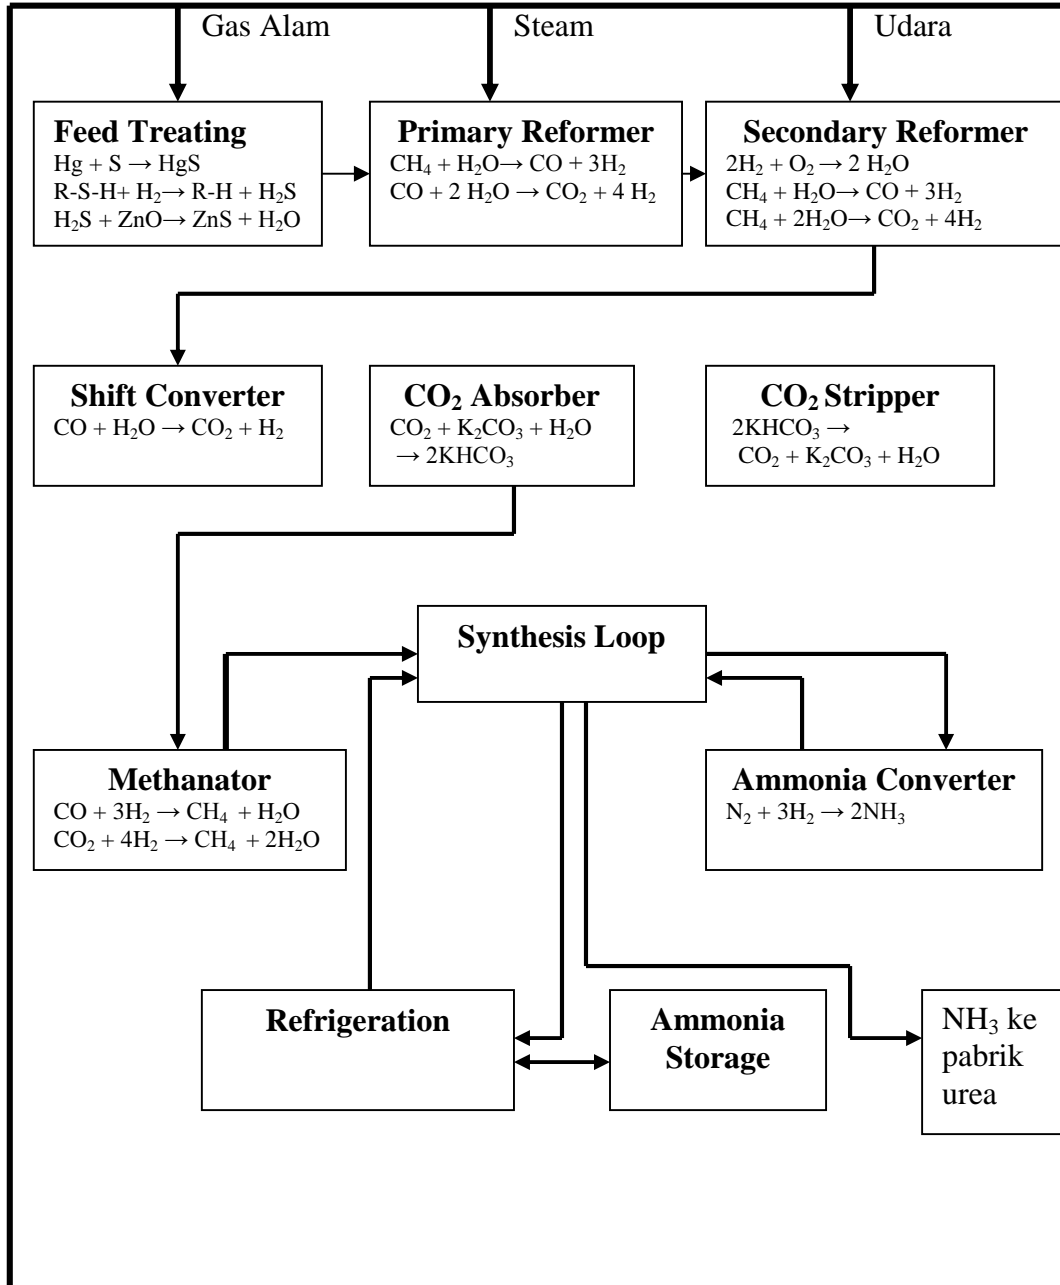 Gas Alam
Steam
Udara
Feed Treating
Hg + S → HgS
R-S-H+ H₂→ R-H + H₂S
H₂S + ZnO→ ZnS + H₂O
Primary Reformer
CH₄ + H₂O→ CO + 3H₂
CO + 2 H₂O → CO₂ + 4 H₂
Secondary Reformer
2H₂ + O₂ → 2 H₂O
CH₄ + H₂O→ CO + 3H₂
CH₄ + 2H₂O→ CO₂ + 4H₂
Shift Converter
CO + H₂O → CO₂ + H₂
CO₂ Absorber
CO₂ + K₂CO₃ + H₂O
→ 2KHCO₃
CO₂ Stripper
2KHCO₃ →
CO₂ + K₂CO₃ + H₂O
Synthesis Loop
Methanator
CO + 3H₂ → CH₄ + H₂O
CO₂ + 4H₂ → CH₄ + 2H₂O
Ammonia Converter
N₂ + 3H₂ → 2NH₃
Refrigeration
Ammonia
Storage
NH₃ ke
pabrik
urea